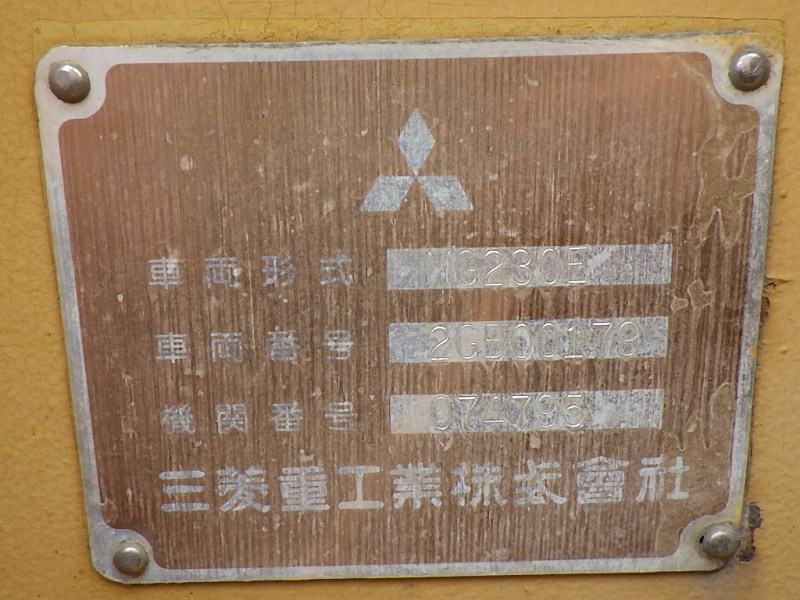 車両形式 MG230E
車両番号 2GB00179
機関番号 074795
三菱重工業株式會社